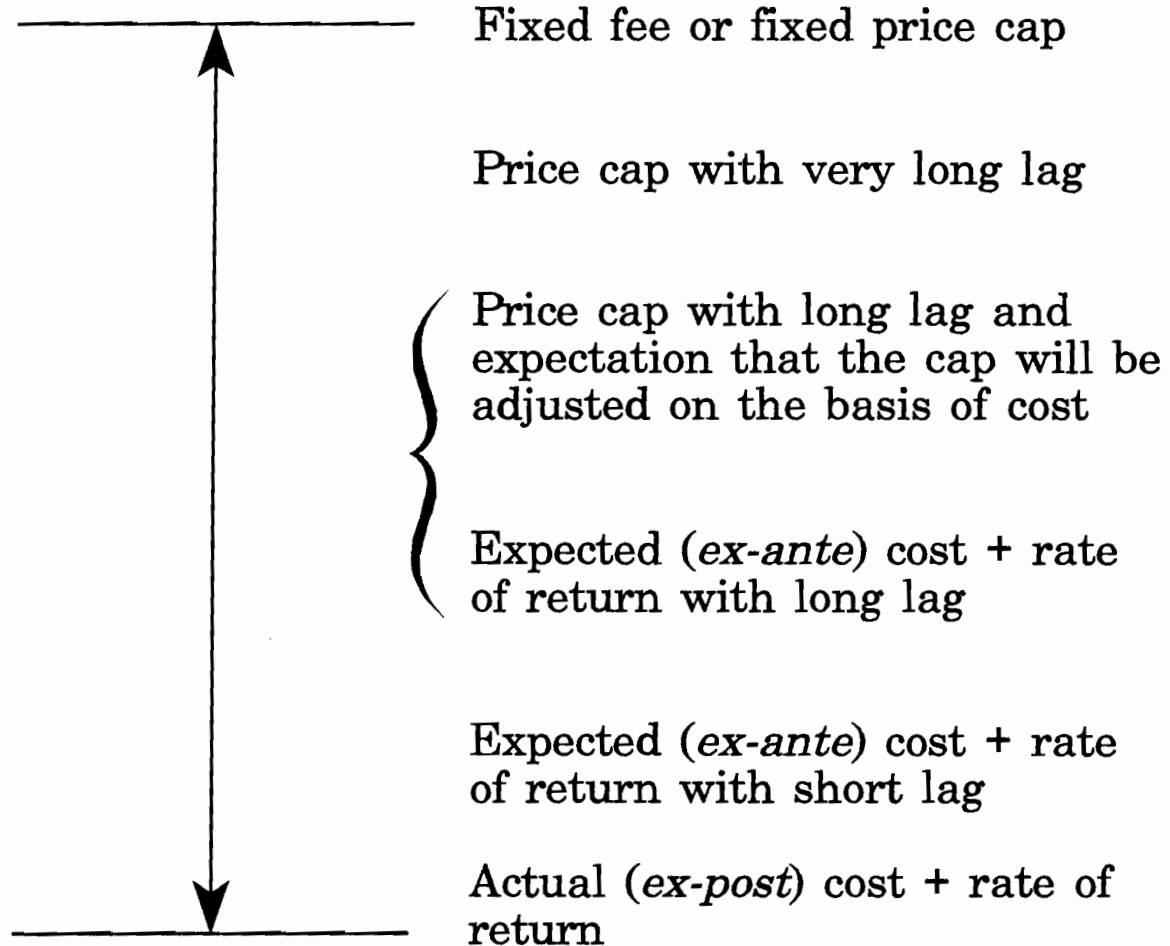 Fixed fee or fixed price cap
Price cap with very long lag
Price cap with long lag and
expectation that the cap will be
adjusted on the basis of cost
Expected (ex-ante) cost + rate
of return with long lag
Expected (ex-ante) cost + rate
of return with short lag
Actual (ex-post) cost + rate of
return